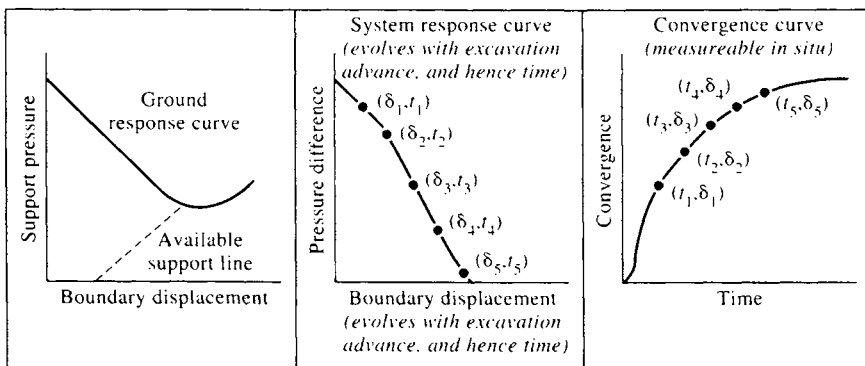 Support pressure
Ground
response curve
Available
support line
Boundary displacement
System response curve
(evolves with excavation
advance, and hence time)
Pressure difference
(δ₁,t₁)
(δ₂,t₂)
(δ₃,t₃)
(δ₄,t₄)
(δ₅,t₅)
Boundary displacement
(evolves with excavation
advance, and hence time)
Convergence curve
(measureable in situ)
Convergence
(t₄,δ₄)
(t₅,δ₅)
(t₃,δ₃)
(t₂,δ₂)
(t₁,δ₁)
Time